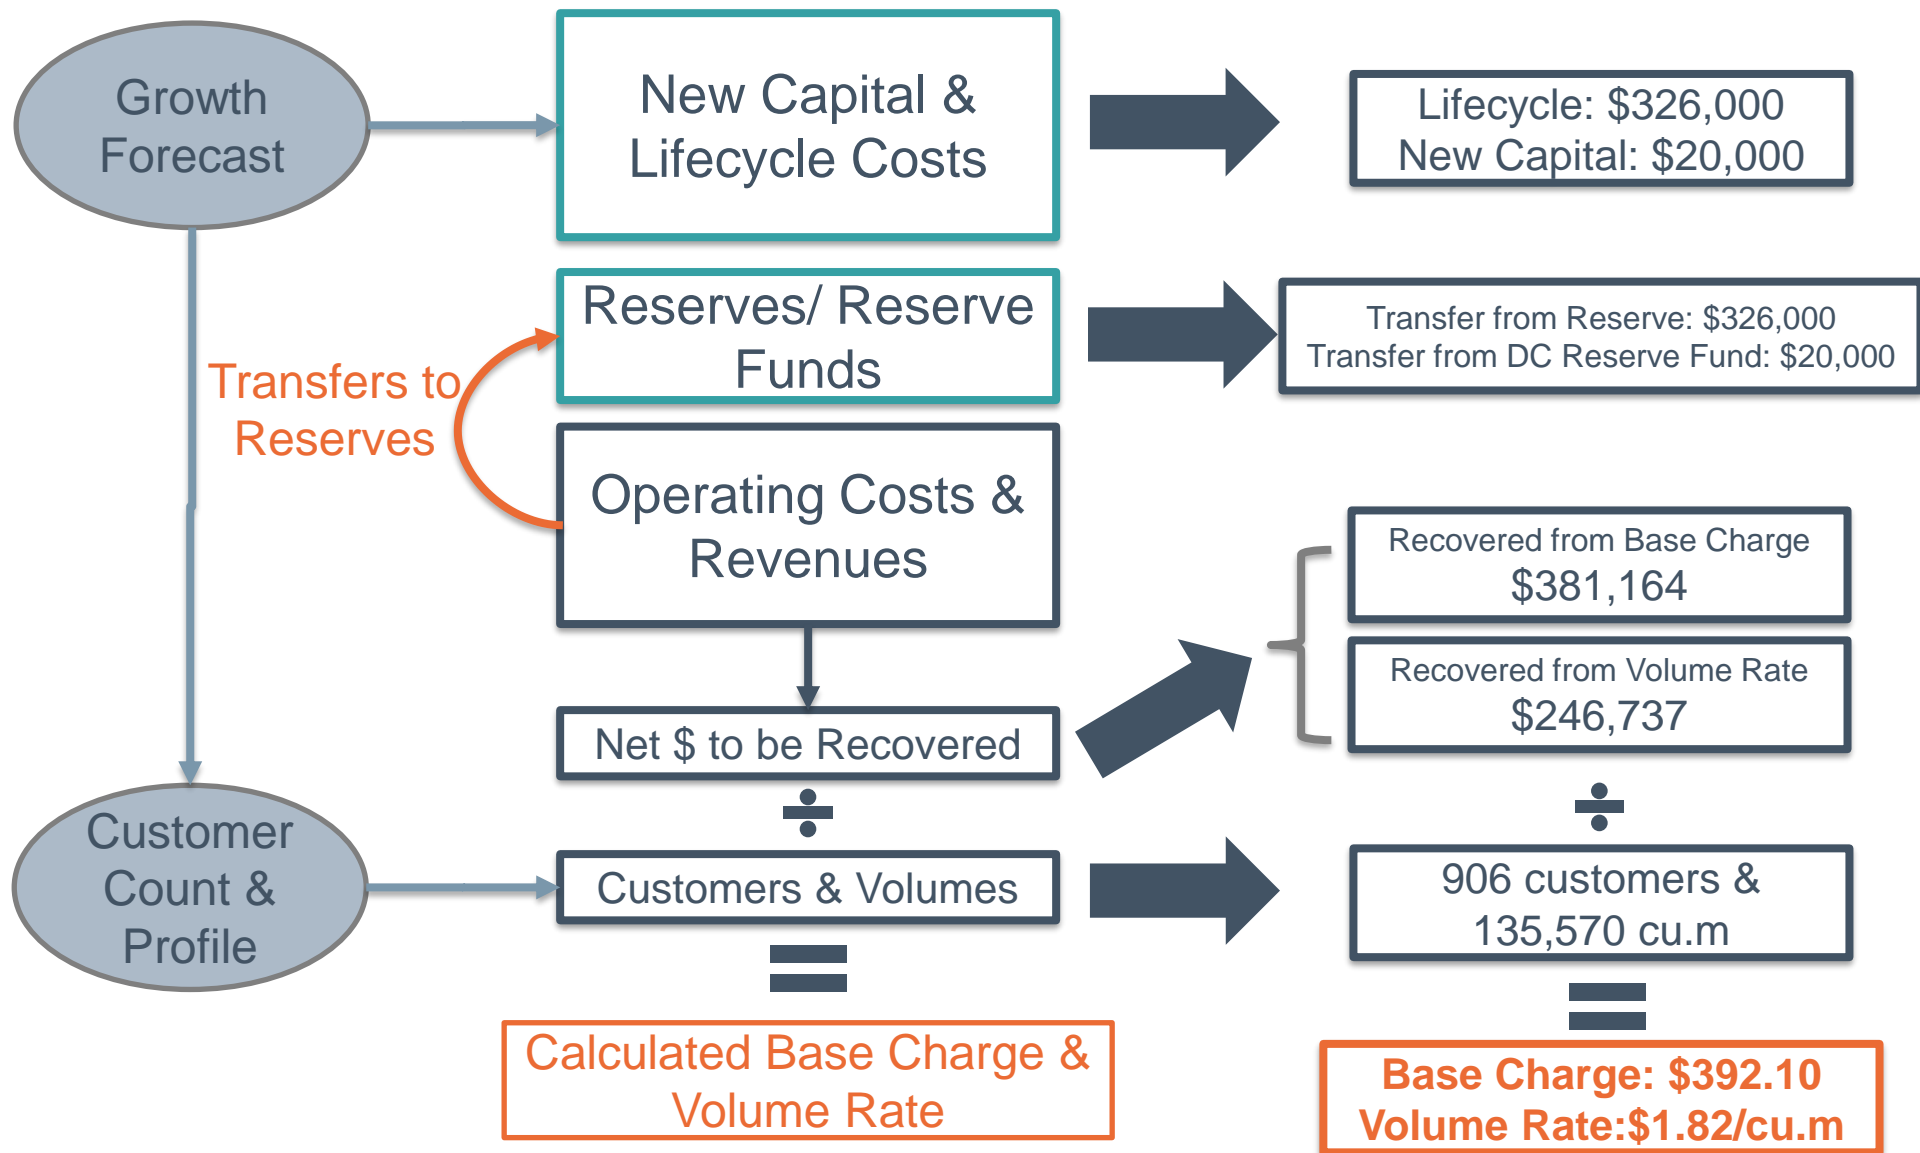 Growth
Forecast
New Capital &
Lifecycle Costs
Lifecycle: $326,000
New Capital: $20,000
Reserves/ Reserve
Funds
Transfer from Reserve: $326,000
Transfer from DC Reserve Fund: $20,000
Transfers to
Reserves
Operating Costs &
Revenues
Recovered from Base Charge
$381,164
Recovered from Volume Rate
$246,737
Net $ to be Recovered
÷
÷
Customer
Count &
Profile
Customers & Volumes
906 customers &
135,570 cu.m
=
=
Calculated Base Charge &
Volume Rate
Base Charge: $392.10
Volume Rate:$1.82/cu.m